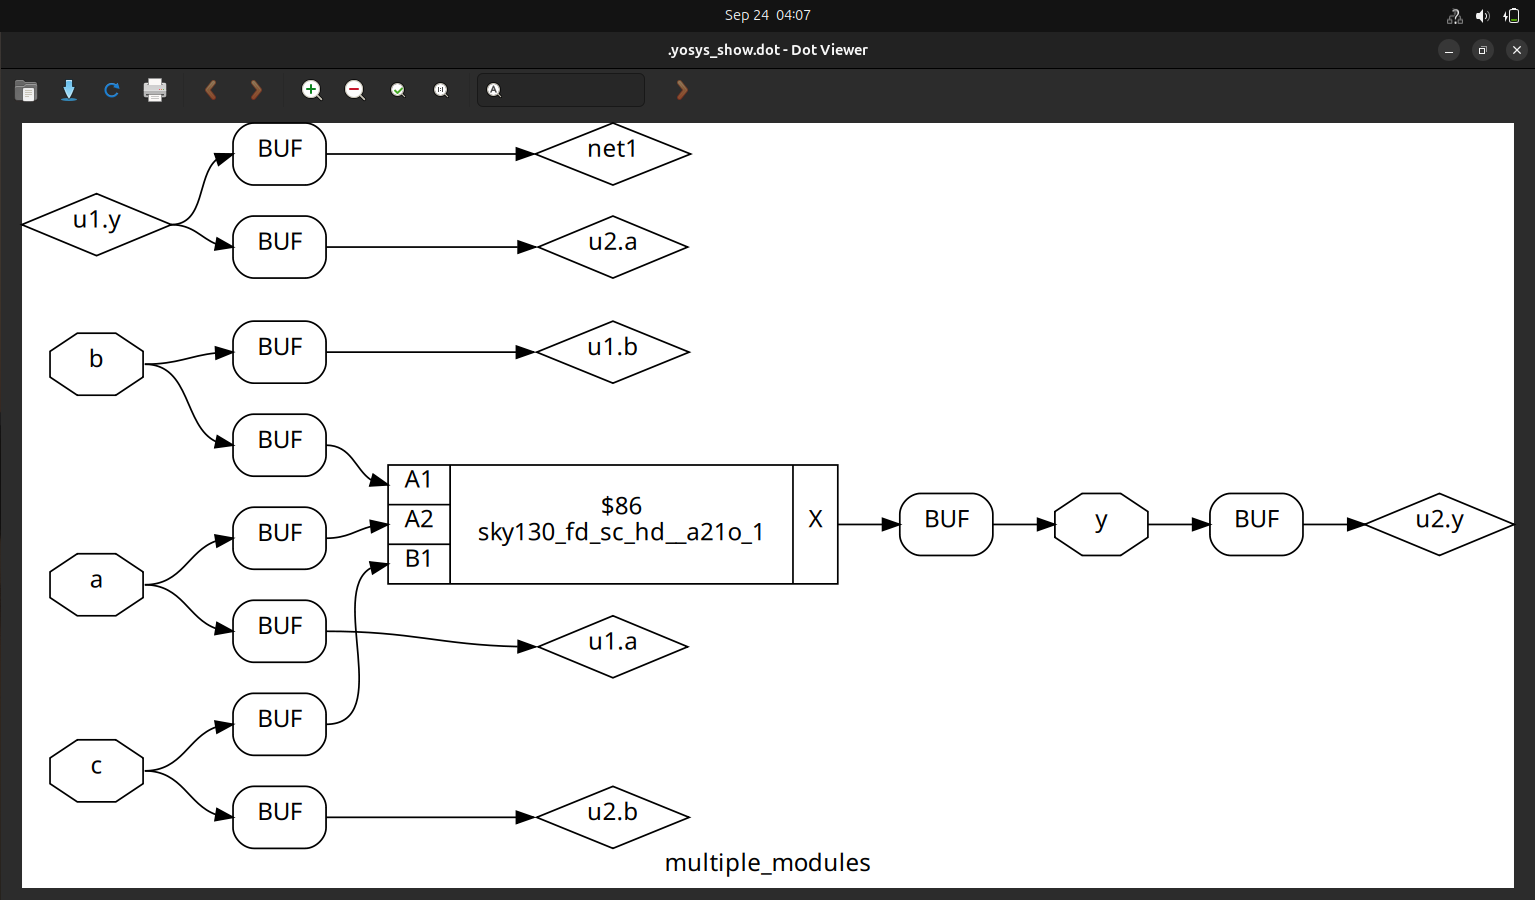 Sep 24 04:07
.yosys_show.dot - Dot Viewer
BUF
net1
u1.y
BUF
u2.a
b
BUF
u1.b
BUF
A1
A2
B1
$86
sky130_fd_sc_hd__a21o_1
X
BUF
y
BUF
u2.y
a
BUF
BUF
u1.a
c
BUF
BUF
u2.b
multiple_modules